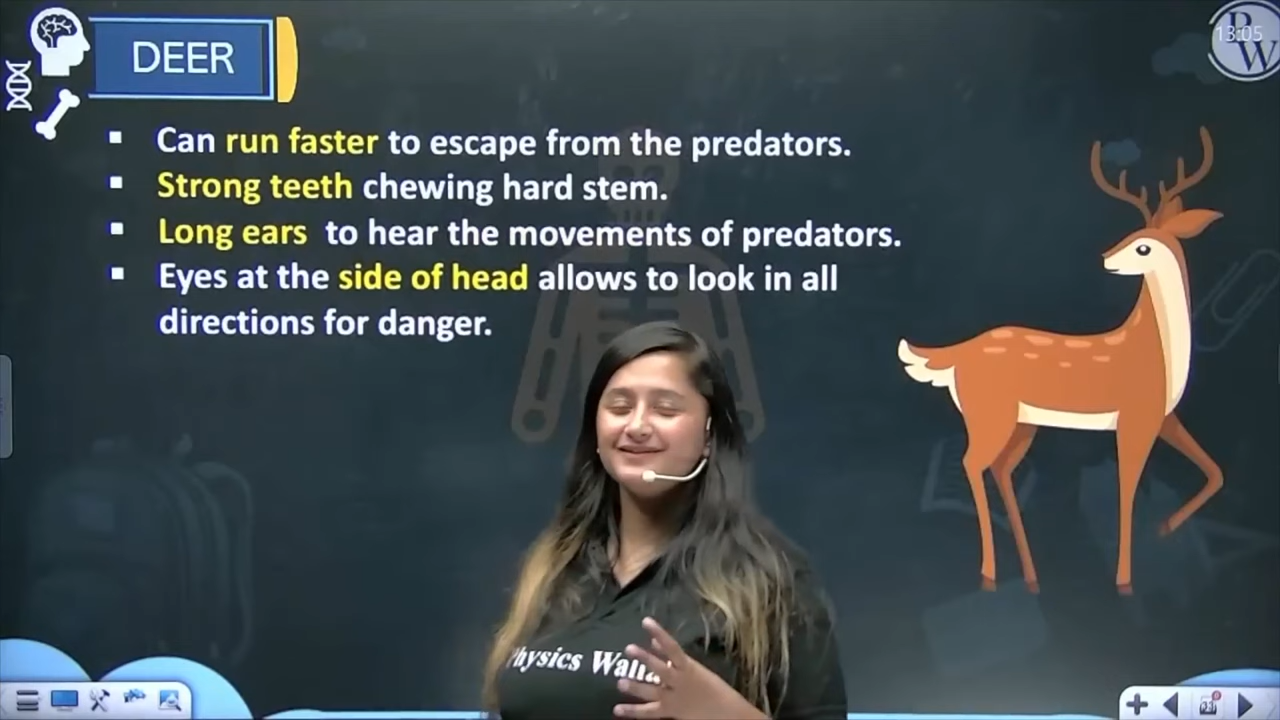 DEER
13:05
PW
▪ Can run faster to escape from the predators.
▪ Strong teeth chewing hard stem.
▪ Long ears to hear the movements of predators.
▪ Eyes at the side of head allows to look in all
directions for danger.
Physics Walla